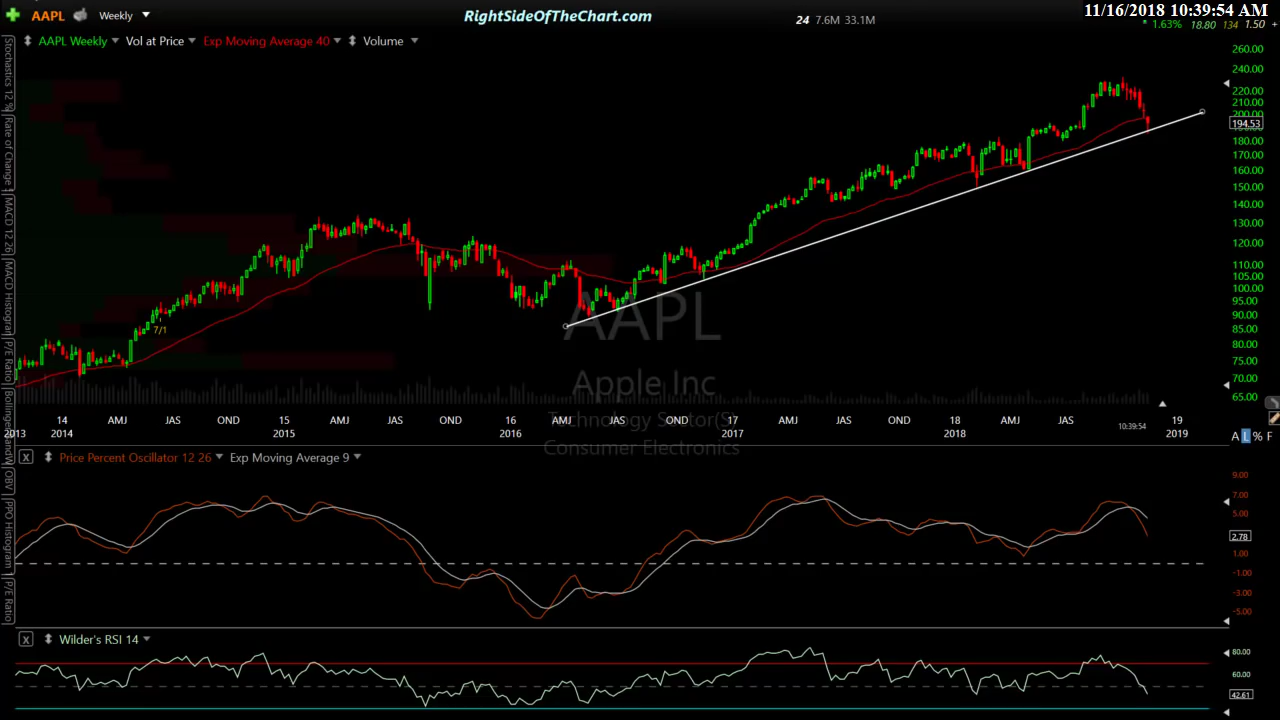 AAPL Weekly RightSideOfTheChart.com 24 7.6M 33.1M 11/16/2018 10:39:54 AM
* 1.63% 18.80 134 1.50 +
AAPL Weekly Vol at Price Exp Moving Average 40 Volume
260.00
240.00
220.00
210.00
200.00
194.53
180.00
170.00
160.00
150.00
140.00
130.00
120.00
110.00
105.00
100.00
95.00
90.00
85.00
80.00
75.00
70.00
65.00
7/1
AAPL
Apple Inc
Technology Sector(S)
Consumer Electronics
14 AMJ JAS OND 15 AMJ JAS OND 16 AMJ JAS OND 17 AMJ JAS OND 18 AMJ JAS 10:39:54 19
2013 2014 2015 2016 2017 2018 2019
A L % F
X Price Percent Oscillator 12 26 Exp Moving Average 9
9.00
7.00
5.00
2.78
1.00
-1.00
-3.00
-5.00
X Wilder's RSI 14
80.00
60.00
42.61
Stochastics 12 %
Rate of Change
MACD 12 26
MACD Histogram
P/E Ratio
OBV
PPO Histogram
P/E Ratio